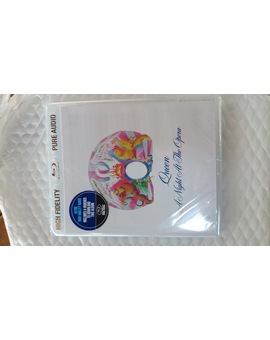 HIGH FIDELITY
PURE AUDIO
Queen
A Night At The Opera